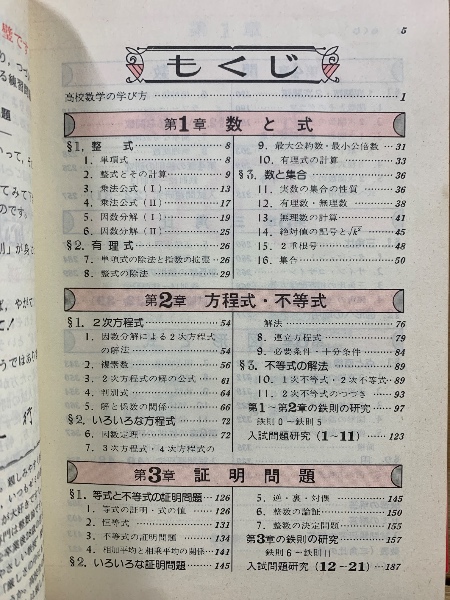 5
もくじ
高校数学の学び方 1
第1章 数と式
§1. 整式 8
1. 単項式 8
2. 整式とその計算 9
3. 乗法公式(I) 13
4. 乗法公式(II) 17
5. 因数分解(I) 19
6. 因数分解(II) 25
§2. 有理式 26
7. 単項式の除法と指数の拡張 26
8. 整式の除法 29
9. 最大公約数・最小公倍数 31
10. 有理式の計算 33
§3. 数と集合 36
11. 実数の集合の性質 36
12. 有理数・無理数 38
13. 無理数の計算 41
14. 絶対値の記号と 45
15. 2重根号 48
16. 集合 50
第2章 方程式・不等式
§1. 2次方程式 54
1. 因数分解による2次方程式
の解法 54
2. 複素数 56
3. 2次方程式の解の公式 61
4. 判別式 64
5. 解と係数の関係 66
§2. いろいろな方程式 72
6. 因数定理 72
7. 3次方程式・4次方程式の
解法 76
8. 連立方程式 79
9. 必要条件・十分条件 84
§3. 不等式の解法 89
10. 1次不等式・2次不等式 89
11. 2次不等式のつづき 93
第1〜第2章の鉄則の研究 97
鉄則0〜鉄則5
入試問題研究(1〜11) 123
第3章 証明問題
§1. 等式と不等式の証明問題 126
1. 等式の証明・式の値 126
2. 恒等式 131
3. 不等式の証明問題 134
4. 相加平均と相乗平均の関係 141
§2. いろいろな証明問題 145
5. 逆・裏・対偶 145
6. 整数の論証 150
7. 整数の決定問題 155
第3章の鉄則の研究 157
鉄則6〜鉄則11
入試問題研究(12〜21) 187